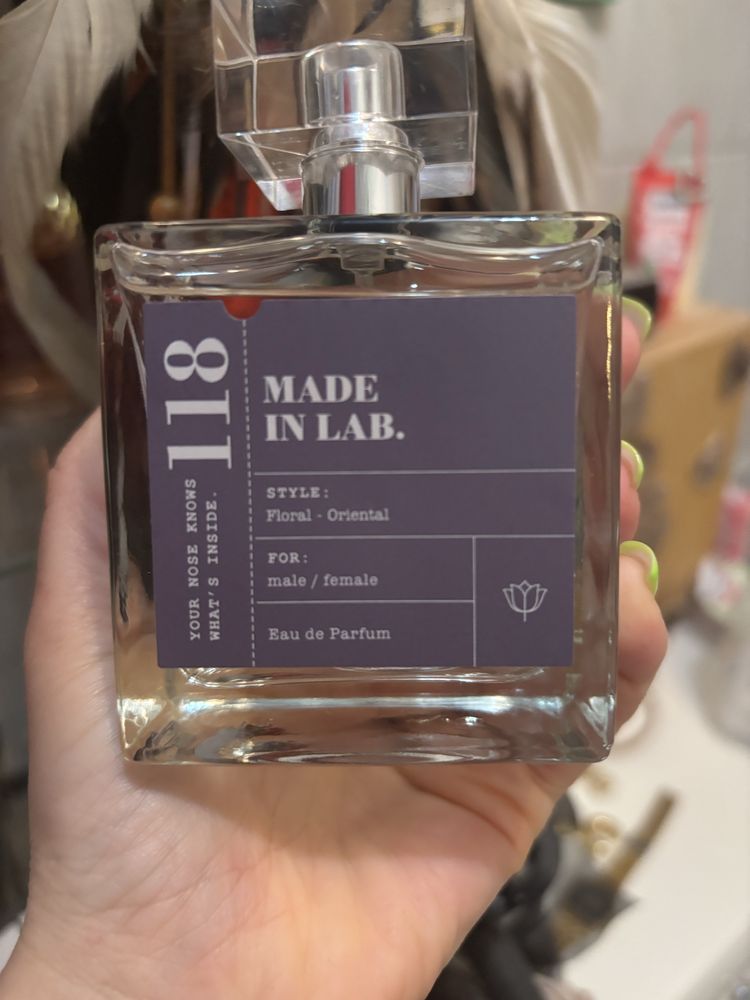 118
YOUR NOSE KNOWS
WHAT'S INSIDE.
MADE
IN LAB.
STYLE:
Floral - Oriental
FOR:
male / female
Eau de Parfum